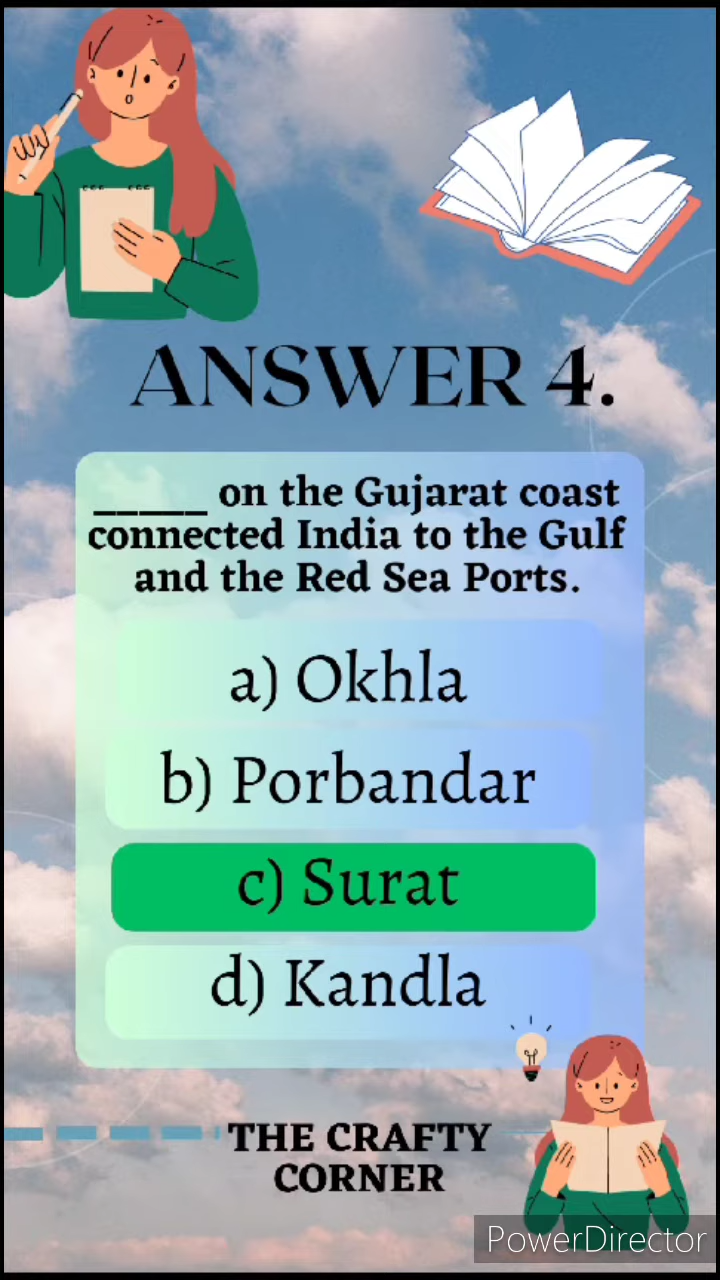 ANSWER 4.
_____ on the Gujarat coast
connected India to the Gulf
and the Red Sea Ports.
a) Okhla
b) Porbandar
c) Surat
d) Kandla
THE CRAFTY
CORNER
PowerDirector